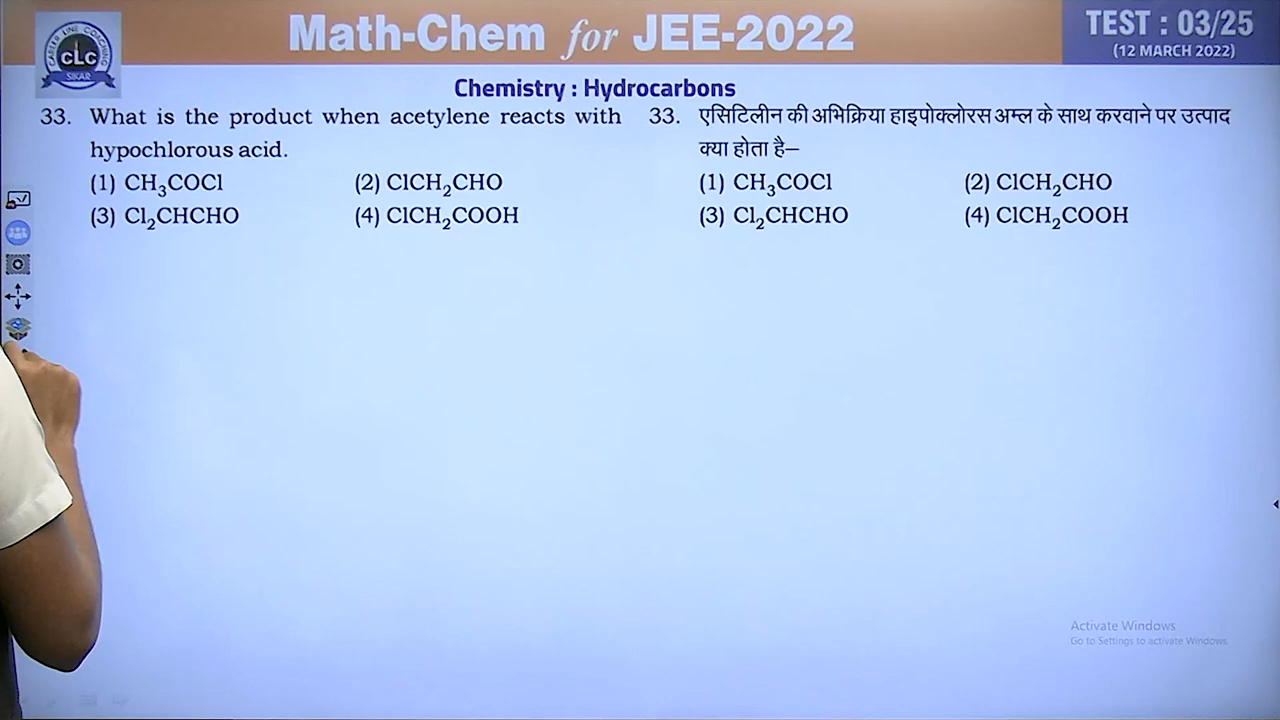 CAREER LINE COACHING
CLC
SIKAR
Math-Chem for JEE-2022
TEST : 03/25
(12 MARCH 2022)
Chemistry : Hydrocarbons
33. What is the product when acetylene reacts with
hypochlorous acid.
(1) CH₃COCl (2) ClCH₂CHO
(3) Cl₂CHCHO (4) ClCH₂COOH
33. एसिटिलीन की अभिक्रिया हाइपोक्लोरस अम्ल के साथ करवाने पर उत्पाद
क्या होता है–
(1) CH₃COCl (2) ClCH₂CHO
(3) Cl₂CHCHO (4) ClCH₂COOH
Activate Windows
Go to Settings to activate Windows.